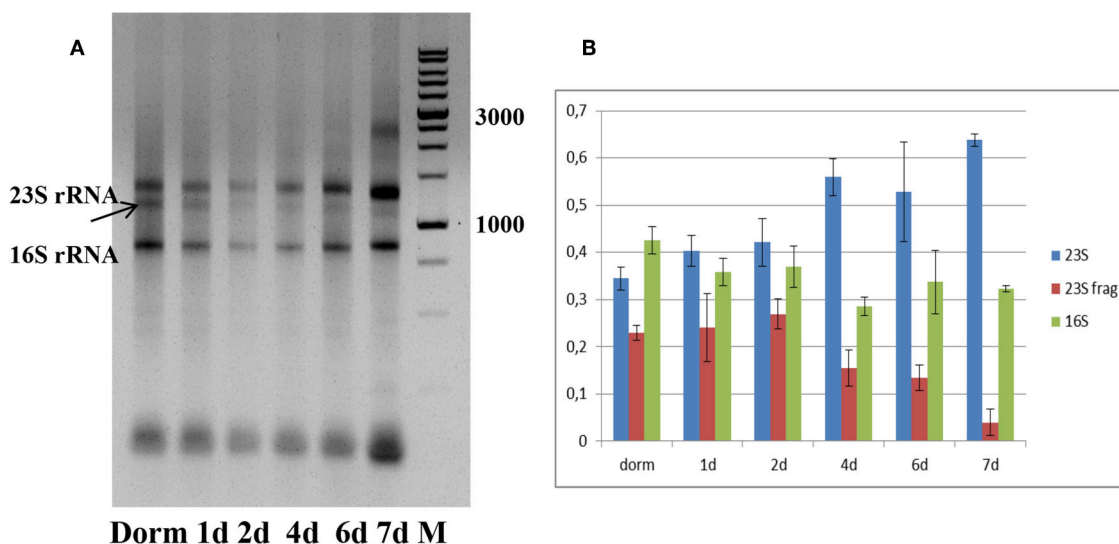 A
3000
23S rRNA
1000
16S rRNA
Dorm 1d 2d 4d 6d 7d M
B
0,7
0,6
0,5
0,4
0,3
0,2
0,1
0
dorm 1d 2d 4d 6d 7d
23S
23S frag
16S